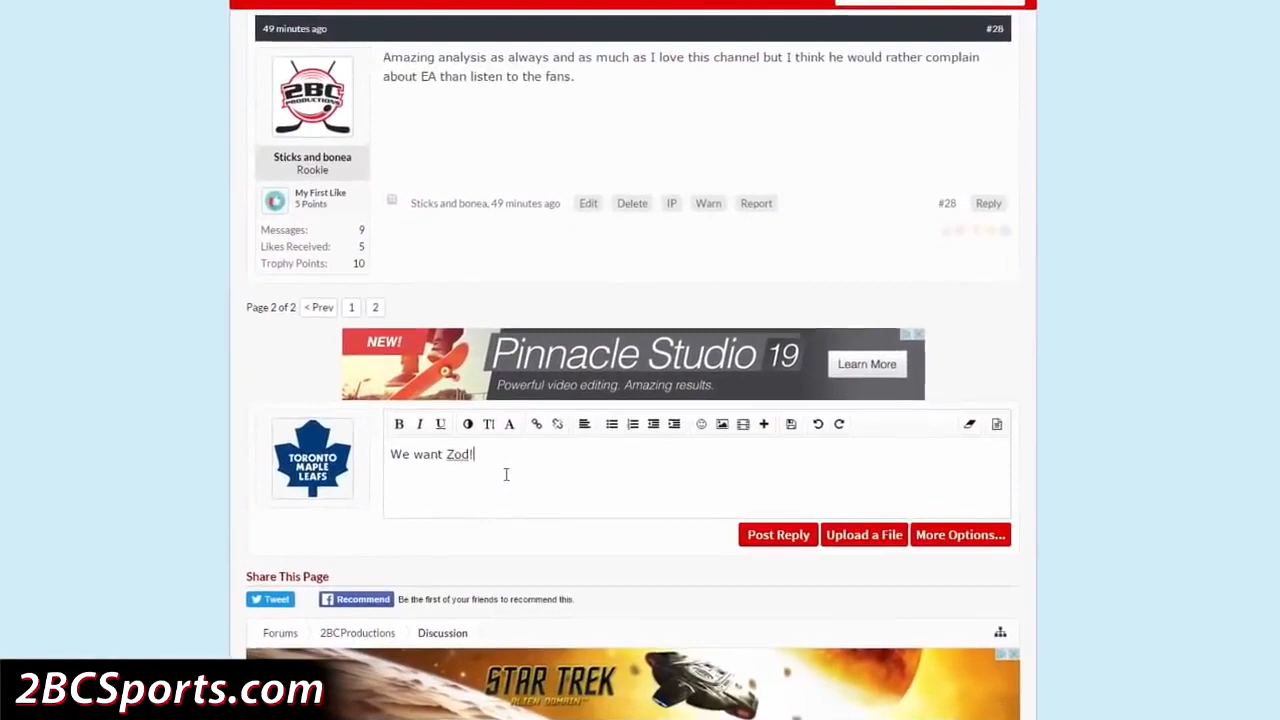 49 minutes ago #28
Amazing analysis as always and as much as I love this channel but I think he would rather complain
about EA than listen to the fans.
2BC
PRODUCTIONS
Sticks and bonea
Rookie
My First Like
5 Points
Sticks and bonea, 49 minutes ago Edit Delete IP Warn Report #28 Reply
Messages: 9
Likes Received: 5
Trophy Points: 10
Page 2 of 2 < Prev 1 2
NEW!
Pinnacle Studio 19
Powerful video editing. Amazing results.
Learn More
B I U TI A
TORONTO
MAPLE
LEAFS
We want Zod!
Post Reply Upload a File More Options...
Share This Page
Tweet Recommend Be the first of your friends to recommend this.
Forums 2BCProductions Discussion
STAR TREK
ALIEN DOMAIN
2BCSports.com